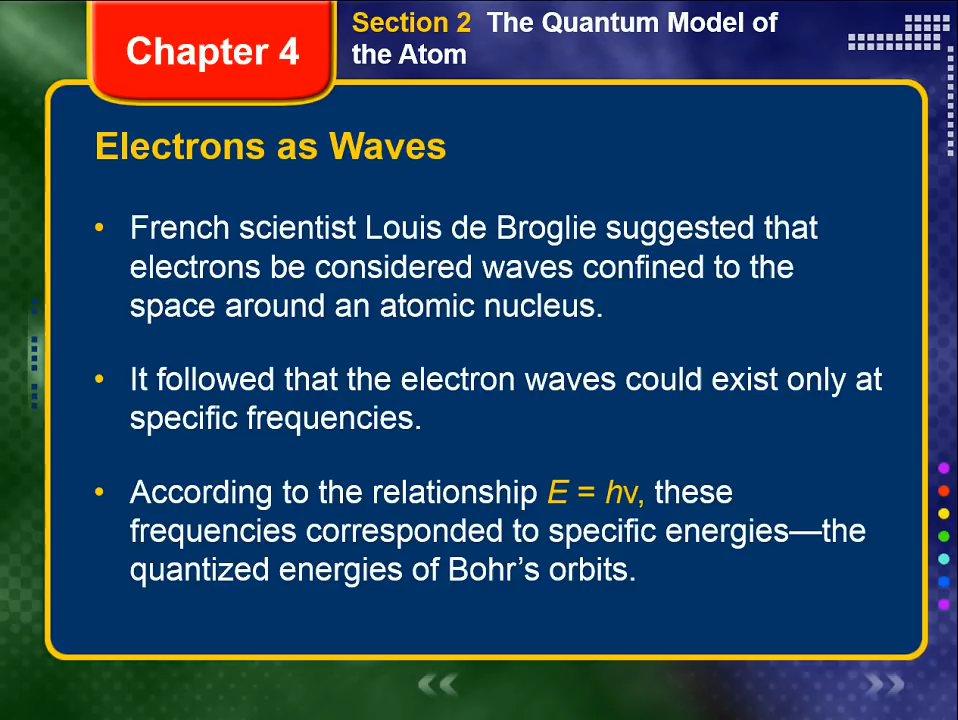 Chapter 4
Section 2 The Quantum Model of
the Atom
Electrons as Waves
• French scientist Louis de Broglie suggested that
electrons be considered waves confined to the
space around an atomic nucleus.
• It followed that the electron waves could exist only at
specific frequencies.
• According to the relationship E = hv, these
frequencies corresponded to specific energies—the
quantized energies of Bohr’s orbits.